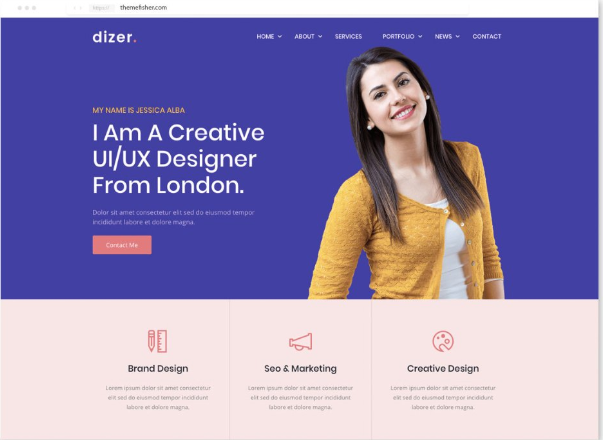 https:// themefisher.com
dizer.
HOME ABOUT SERVICES PORTFOLIO NEWS CONTACT
MY NAME IS JESSICA ALBA
I Am A Creative
UI/UX Designer
From London.
Dolor sit amet consectetur elit sed do eiusmod tempor
incididunt labore et dolore magna.
Contact Me
Brand Design
Lorem ipsum dolor sit amet consectetur
elit sed do eiusmod tempor incididunt
labore et dolore magna.
Seo & Marketing
Lorem ipsum dolor sit amet consectetur
elit sed do eiusmod tempor incididunt
labore et dolore magna.
Creative Design
Lorem ipsum dolor sit amet consectetur
elit sed do eiusmod tempor incididunt
labore et dolore magna.